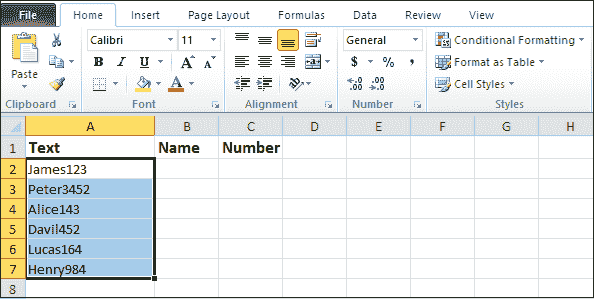 File Home Insert Page Layout Formulas Data Review View
Calibri 11 General Conditional Formatting
Paste B I U $ % , Format as Table
Cell Styles
Clipboard Font Alignment Number Styles
A B C D E F G H
1 Text Name Number
2 James123
3 Peter3452
4 Alice143
5 Davil452
6 Lucas164
7 Henry984
8